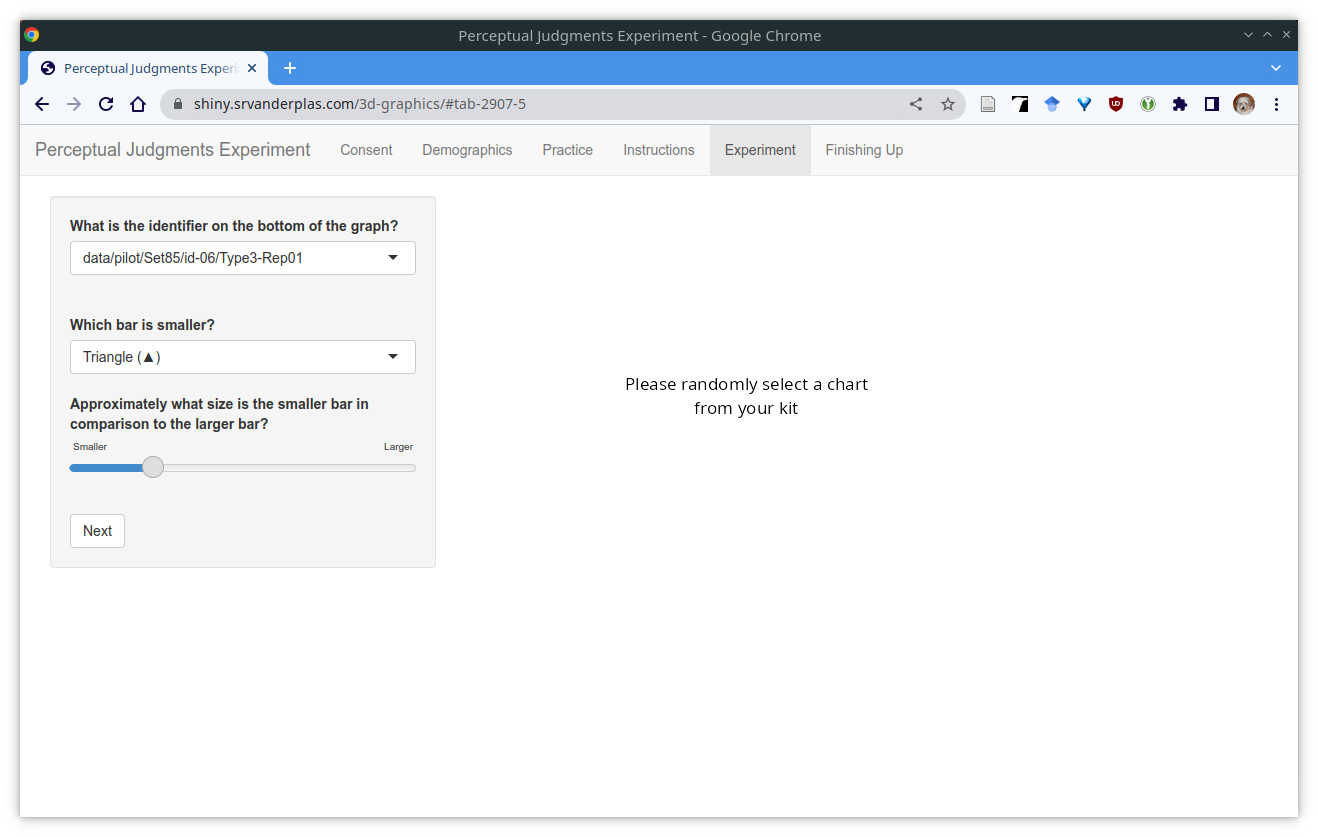 Perceptual Judgments Experiment - Google Chrome
Perceptual Judgments Experi
shiny.srvanderplas.com/3d-graphics/#tab-2907-5
Perceptual Judgments Experiment Consent Demographics Practice Instructions Experiment Finishing Up
What is the identifier on the bottom of the graph?
data/pilot/Set85/id-06/Type3-Rep01
Which bar is smaller?
Triangle (▲)
Approximately what size is the smaller bar in
comparison to the larger bar?
Smaller Larger
Next
Please randomly select a chart
from your kit